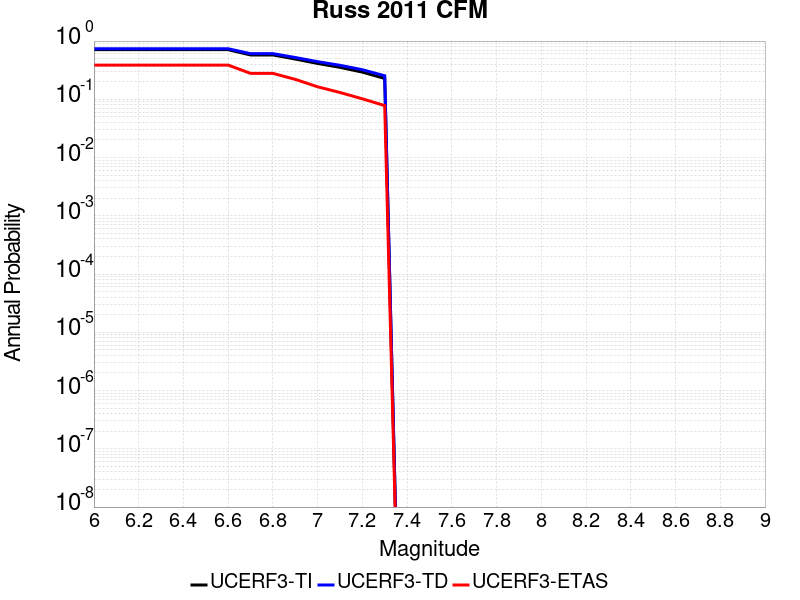 Russ 2011 CFM
10^0
10^-1
10^-2
10^-3
10^-4
10^-5
10^-6
10^-7
10^-8
Annual Probability
6 6.2 6.4 6.6 6.8 7 7.2 7.4 7.6 7.8 8 8.2 8.4 8.6 8.8 9
Magnitude
UCERF3-TI UCERF3-TD UCERF3-ETAS